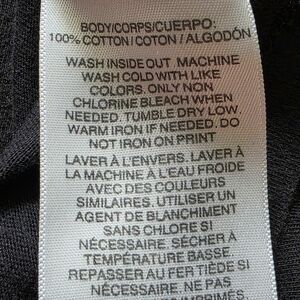 BODY/CORPS/CUERPO:
100% COTTON / COTON / ALGODÓN
WASH INSIDE OUT. MACHINE
WASH COLD WITH LIKE
COLORS. ONLY NON
CHLORINE BLEACH WHEN
NEEDED. TUMBLE DRY LOW.
WARM IRON IF NEEDED. DO
NOT IRON ON PRINT
LAVER À L'ENVERS. LAVER À
LA MACHINE À L'EAU FROIDE
AVEC DES COULEURS
SIMILAIRES. UTILISER UN
AGENT DE BLANCHIMENT
SANS CHLORE SI
NÉCESSAIRE. SÉCHER À
TEMPÉRATURE BASSE
REPASSER AU FER TIÈDE SI
NÉCESSAIRE. NE PAS
IMPRIMÉS